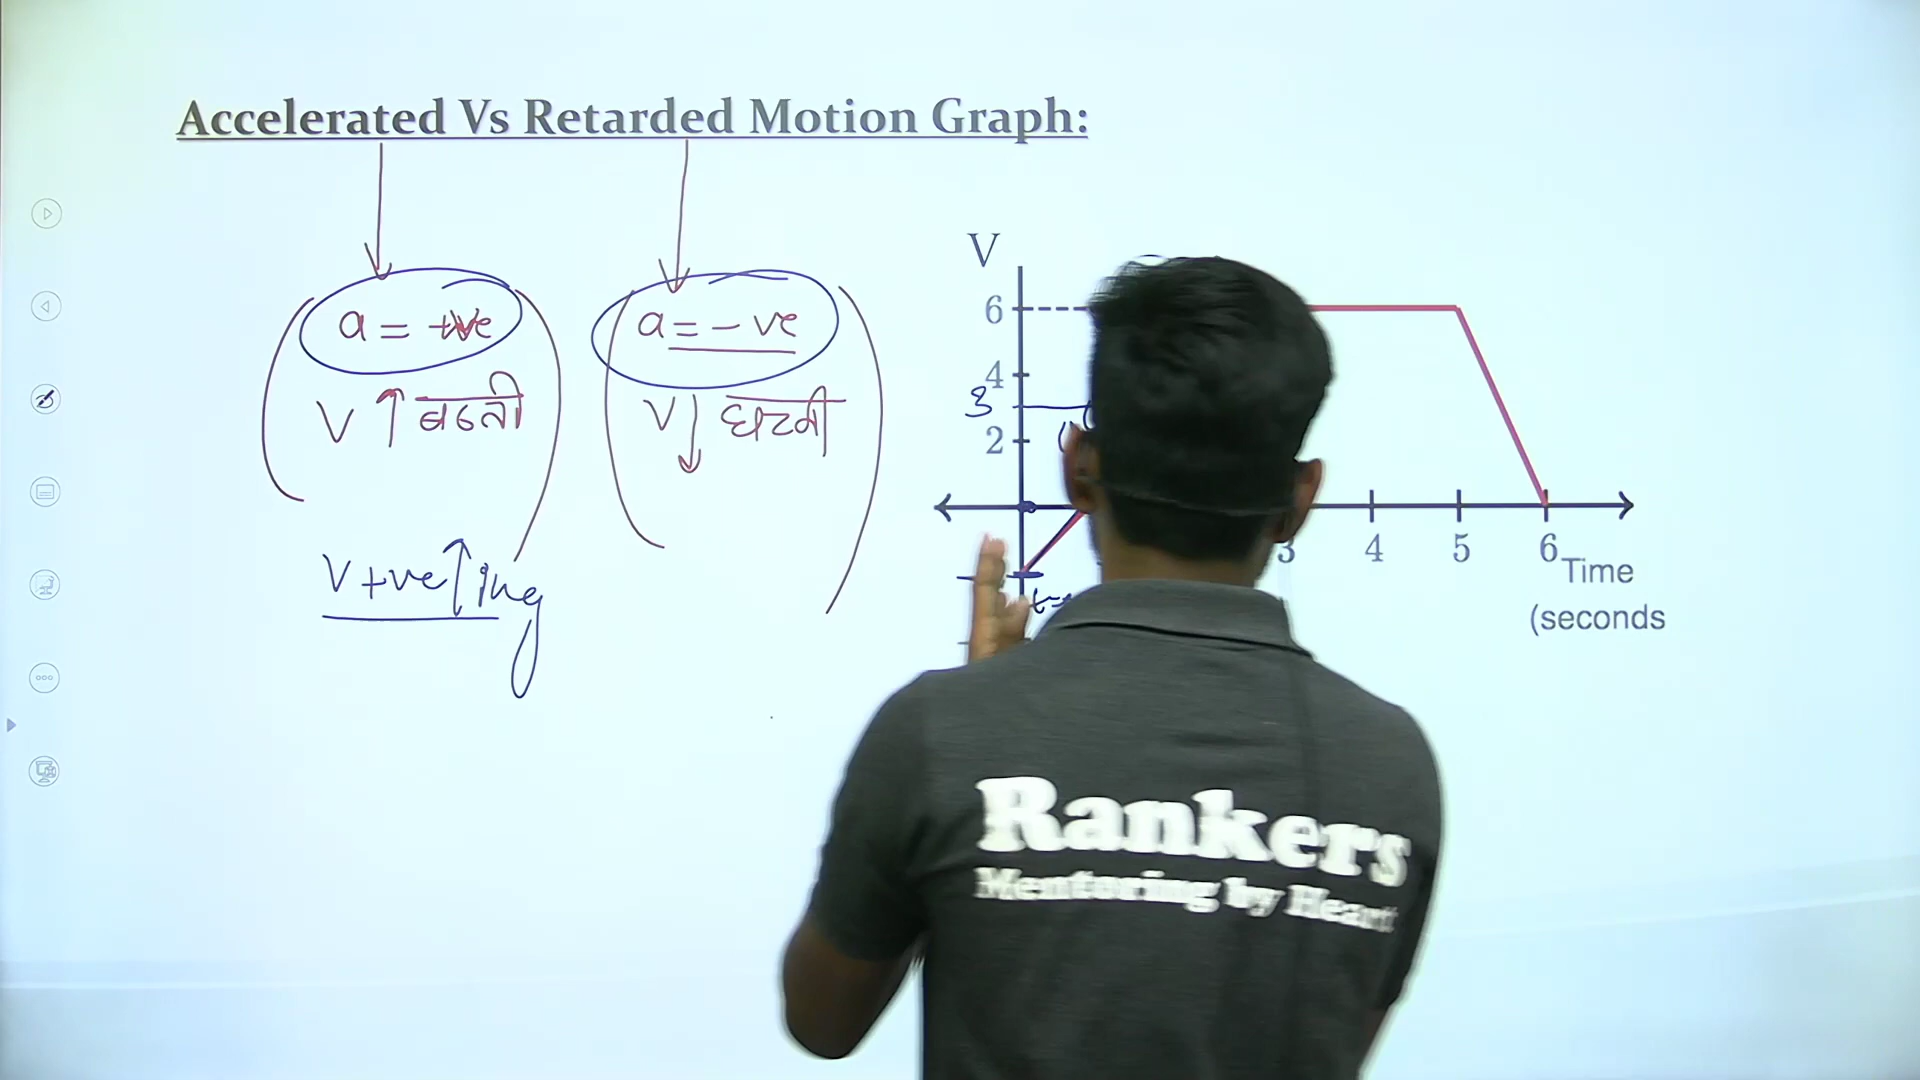 Accelerated Vs Retarded Motion Graph:
a = +ve
a = - ve
V ↑ बढती
V ↓ घटती
V +ve ↑ ing
V
6
4
3
2
3 4 5 6
Time
(seconds
Rankers
Mentoring by Heart